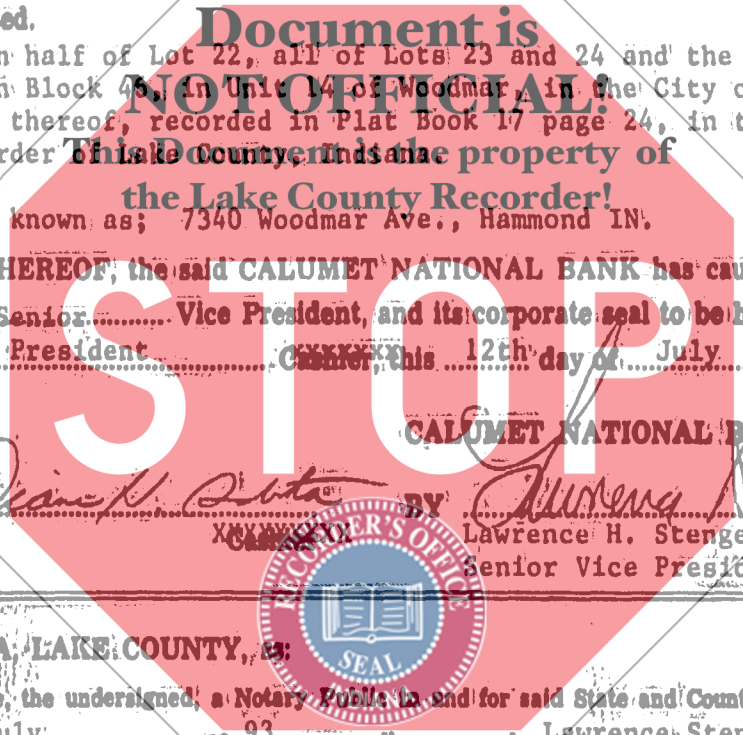 ed.
Document is
n half of Lot 22, all of Lots 23 and 24 and the
n Block 46, in Unit 14 of Woodmar, in the City o
NOT OFFICIAL!
thereof, recorded in Plat Book 17 page 24, in t
rder of Lake County, Indiana.
This Document is the property of
the Lake County Recorder!
known as; 7340 Woodmar Ave., Hammond IN.
HEREOF, the said CALUMET NATIONAL BANK has cau
STOP
Senior Vice President, and its corporate seal to be h
President Cashier, this 12th day of July
CALUMET NATIONAL B
BY
Lawrence H. Stenge
Senior Vice Presid
RECORDER'S OFFICE
SEAL
INDIANA
A, LAKE COUNTY, ss:
, the undersigned, a Notary Public in and for said State and Count
uly 93 Lawrence Sten